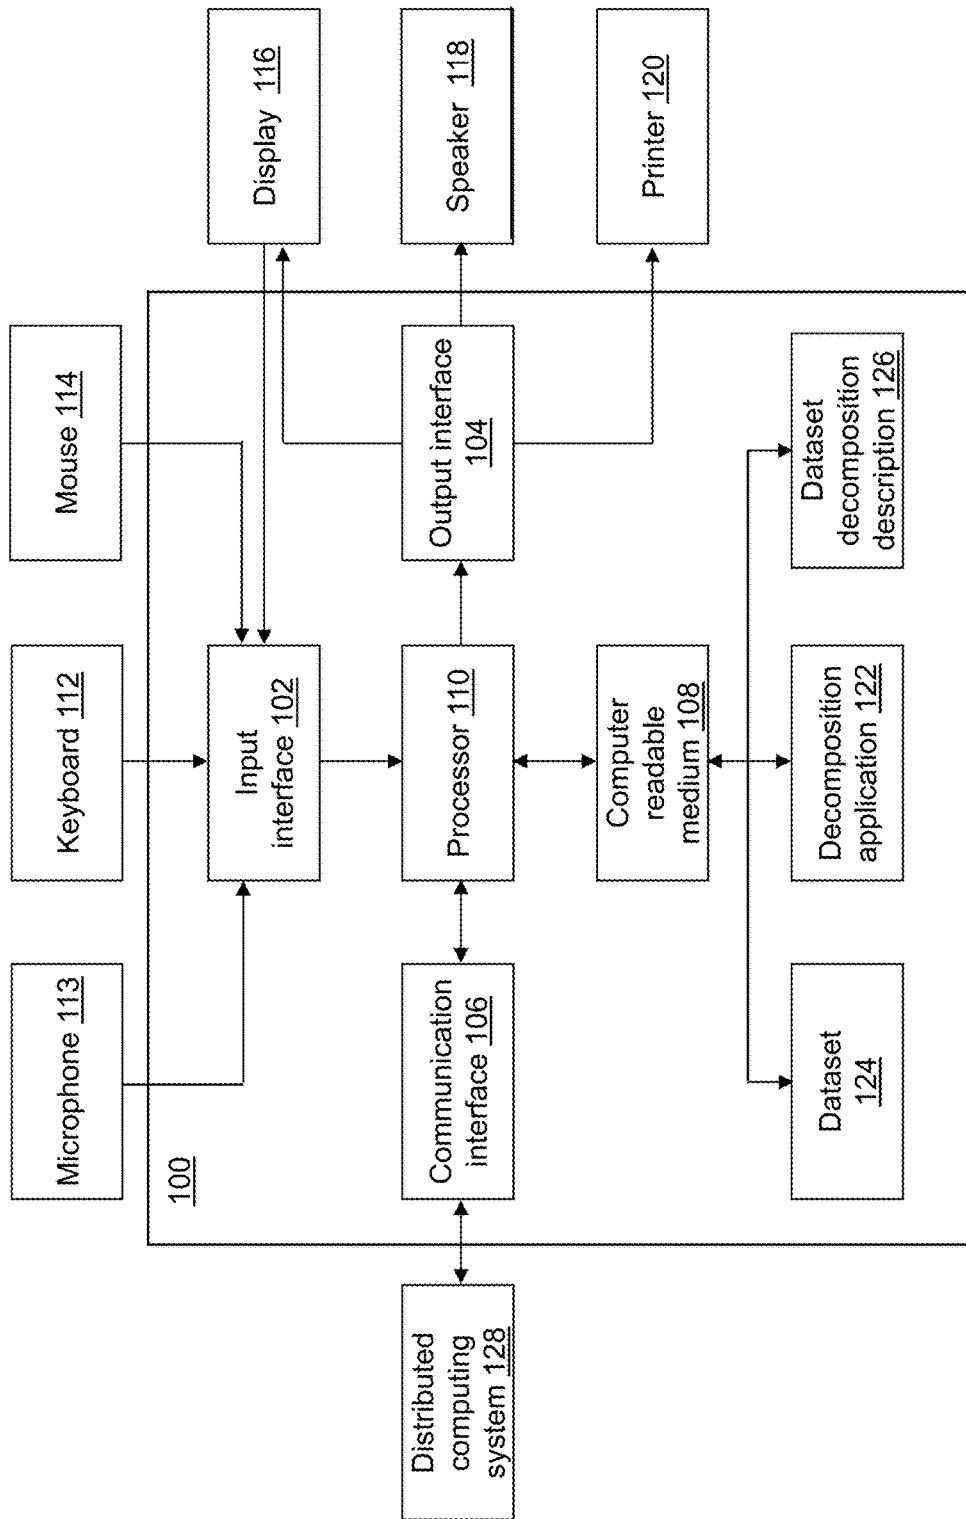 Microphone 113
Keyboard 112
Mouse 114
100
Input
interface 102
Display 116
Distributed
computing
system 128
Communication
interface 106
Processor 110
Output interface
104
Speaker 118
Computer
readable
medium 108
Printer 120
Dataset
124
Decomposition
application 122
Dataset
decomposition
description 126